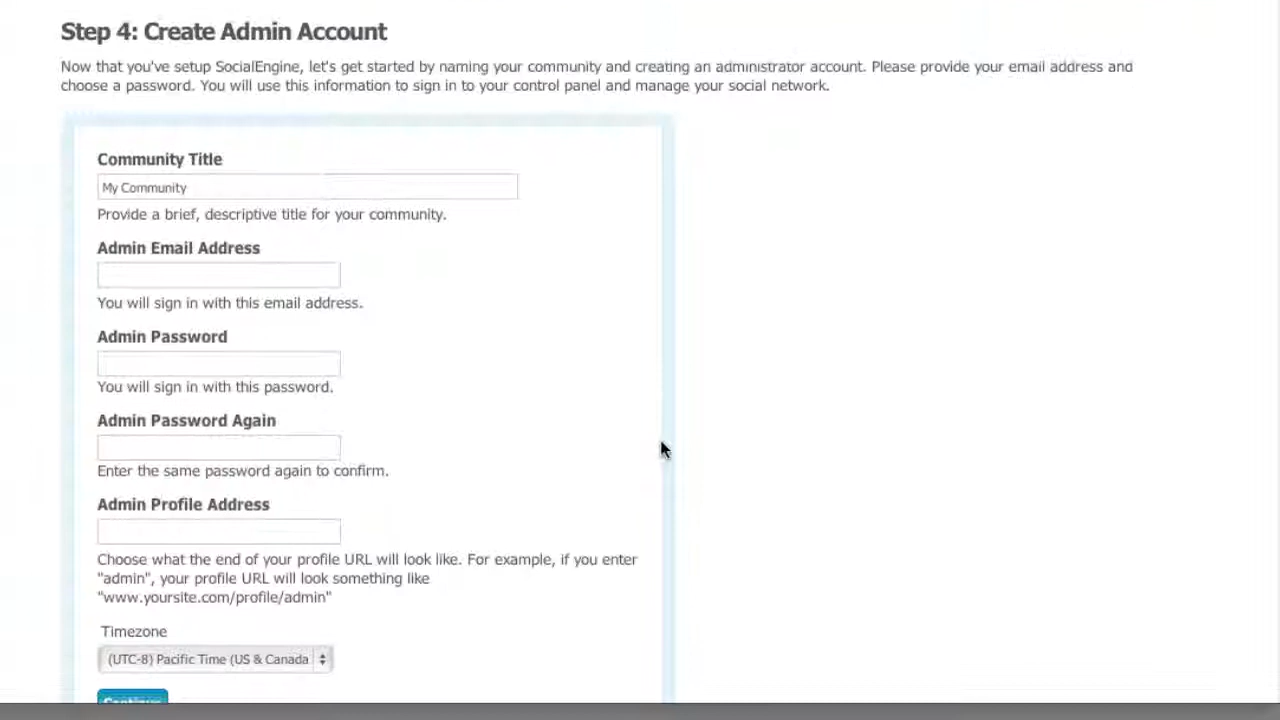 Step 4: Create Admin Account
Now that you've setup SocialEngine, let's get started by naming your community and creating an administrator account. Please provide your email address and
choose a password. You will use this information to sign in to your control panel and manage your social network.
Community Title
My Community
Provide a brief, descriptive title for your community.
Admin Email Address
You will sign in with this email address.
Admin Password
You will sign in with this password.
Admin Password Again
Enter the same password again to confirm.
Admin Profile Address
Choose what the end of your profile URL will look like. For example, if you enter
"admin", your profile URL will look something like
"www.yoursite.com/profile/admin"
Timezone
(UTC-8) Pacific Time (US & Canada
Continue